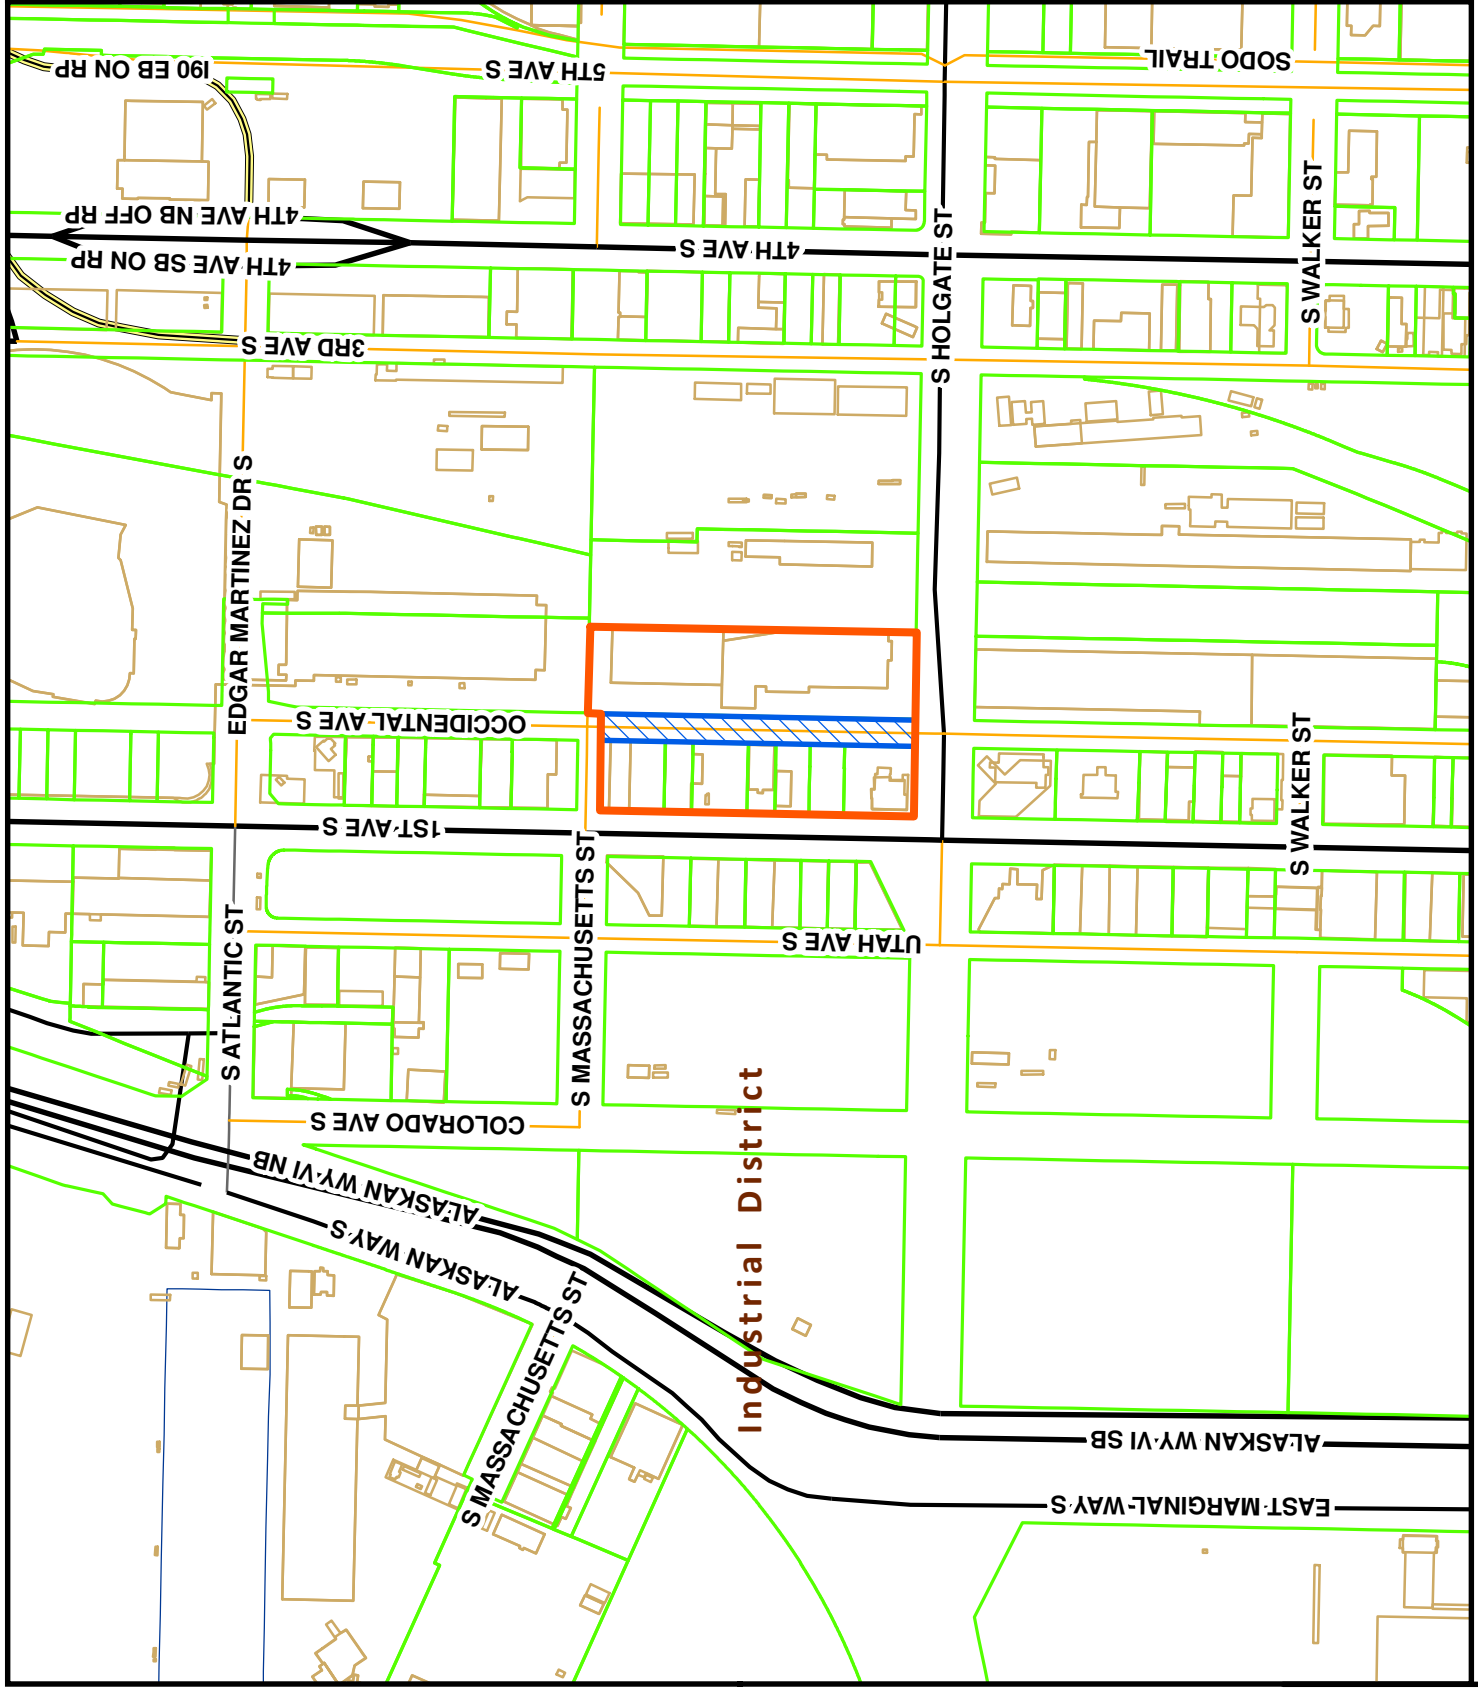 SODO TRAIL
I90 EB ON RP
5TH AVE S
4TH AVE NB OFF RP
4TH AVE S
4TH AVE SB ON RP
S WALKER ST
S HOLGATE ST
3RD AVE S
EDGAR MARTINEZ DR S
OCCIDENTAL AVE S
S WALKER ST
1ST AVE S
S MASSACHUSETTS ST
S ATLANTIC ST
UTAH AVE S
COLORADO AVE S
Industrial District
ALASKAN WY VI NB
ALASKAN WAY S
S MASSACHUSETTS ST
ALASKAN WY VI SB
EAST MARGINAL WAY S